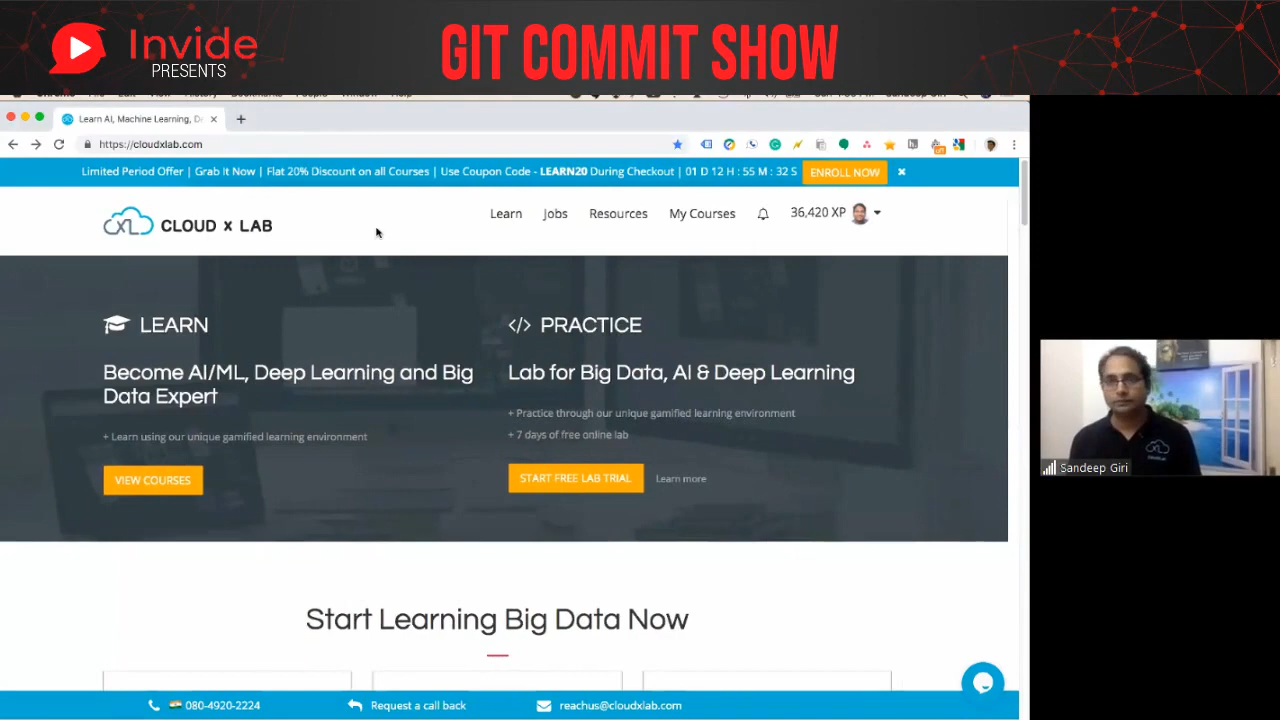 Invide
PRESENTS
GIT COMMIT SHOW
Learn AI, Machine Learning, D
https://cloudxlab.com
Limited Period Offer | Grab It Now | Flat 20% Discount on all Courses | Use Coupon Code - LEARN20 During Checkout | 01 D 12 H : 55 M : 32 S
ENROLL NOW
CLOUD x LAB
Learn
Jobs
Resources
My Courses
36,420 XP
LEARN
Become AI/ML, Deep Learning and Big
Data Expert
+ Learn using our unique gamified learning environment
VIEW COURSES
</> PRACTICE
Lab for Big Data, AI & Deep Learning
+ Practice through our unique gamified learning environment
+ 7 days of free online lab
START FREE LAB TRIAL
Learn more
Sandeep Giri
Start Learning Big Data Now
080-4920-2224
Request a call back
reachus@cloudxlab.com